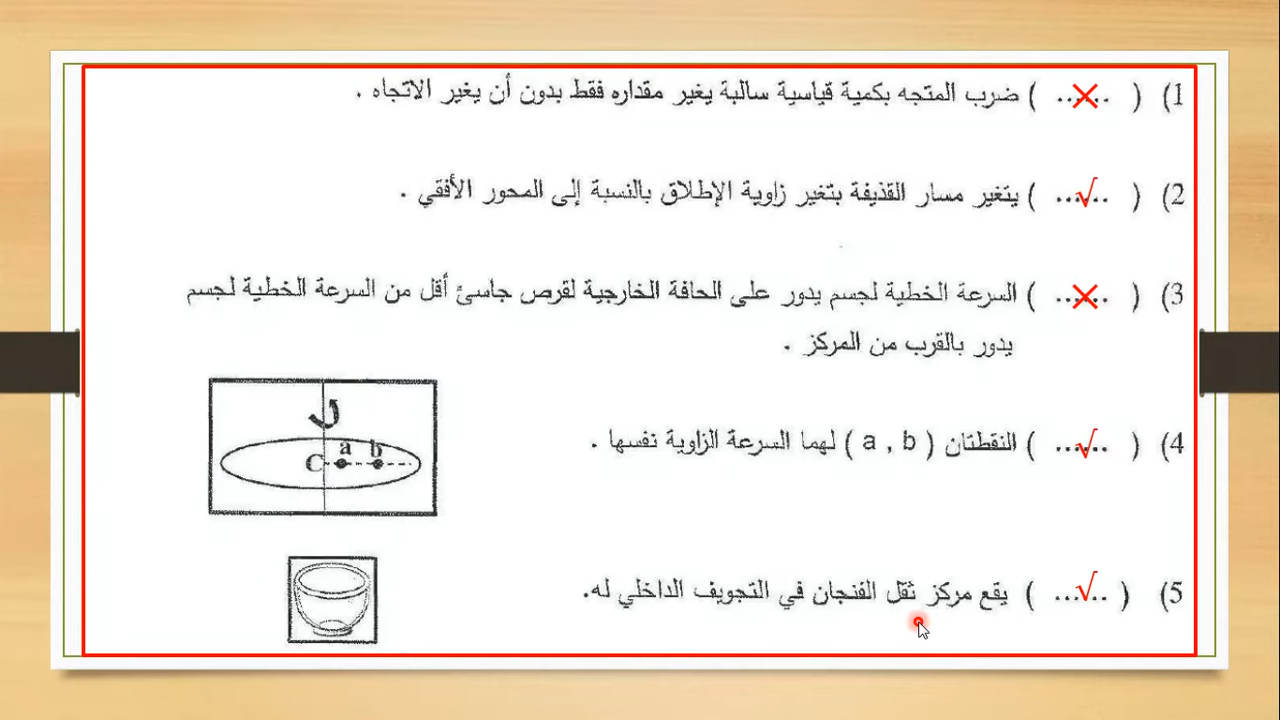 1) ( ...×... ) ضرب المتجه بكمية قياسية سالبة يغير مقداره فقط بدون أن يغير الاتجاه .
2) ( ...√... ) يتغير مسار القذيفة بتغير زاوية الإطلاق بالنسبة إلى المحور الأفقي .
3) ( ...×... ) السرعة الخطية لجسم يدور على الحافة الخارجية لقرص جاسئ أقل من السرعة الخطية لجسم
يدور بالقرب من المركز .
4) ( ...√... ) النقطتان ( a , b ) لهما السرعة الزاوية نفسها .
C a b
5) ( ...√... ) يقع مركز ثقل الفنجان في التجويف الداخلي له.